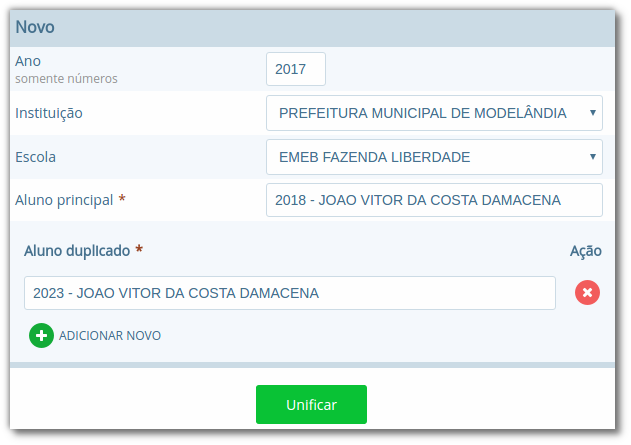 Novo
Ano
somente números
2017
Instituição
PREFEITURA MUNICIPAL DE MODELÂNDIA
Escola
EMEB FAZENDA LIBERDADE
Aluno principal *
2018 - JOAO VITOR DA COSTA DAMACENA
Aluno duplIcado * Ação
2023 - JOAO VITOR DA COSTA DAMACENA
ADICIONAR NOVO
Unificar